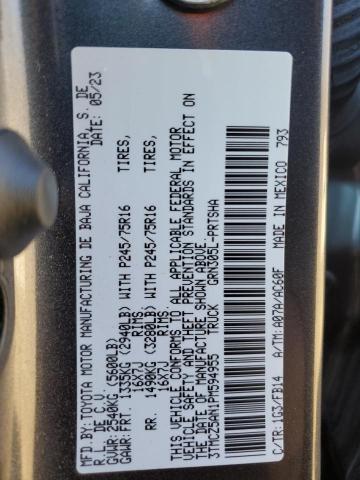 MFD.BY: TOYOTA MOTOR MANUFACTURING DE BAJA CALIFORNIA S. DE
R.L. DE
DATE: 05/23
GVWR: 2540KG (5600LB)
GAWR: FRT. 1335KG (2940LB) WITH P245/75R16 TIRES,
16X7J RIMS
RR. 1490KG (3280LB) WITH P245/75R16 TIRES,
16X7J RIMS
THIS VEHICLE CONFORMS TO ALL APPLICABLE FEDERAL MOTOR
VEHICLE SAFETY AND THEFT PREVENTION STANDARDS IN EFFECT ON
THE DATE OF MANUFACTURE SHOWN ABOVE.
3TMCZ5AN1PM594955 TRUCK GRN305L-PRTSHA
C/TR:1G3/FB14 A/TM:A07A/AC60F MADE IN MEXICO 793